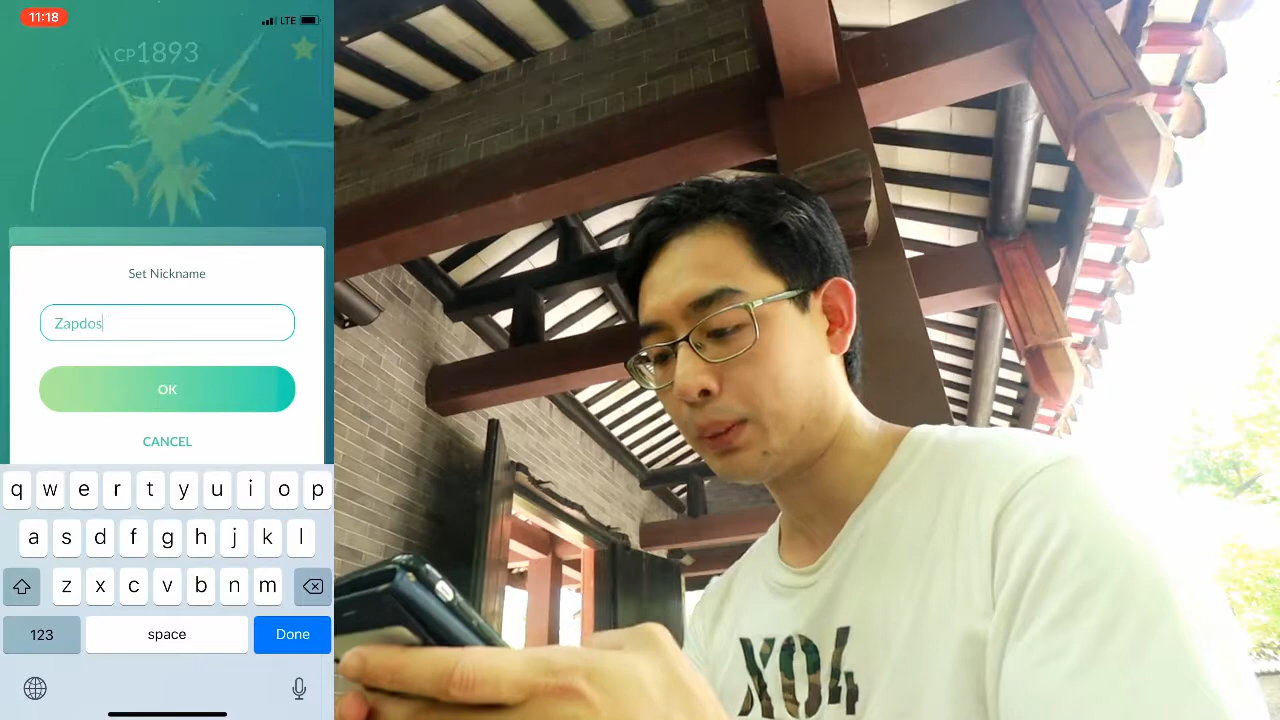 11:18
LTE
CP1893
Set Nickname
Zapdos
OK
CANCEL
q w e r t y u i o p
a s d f g h j k l
z x c v b n m
123 space Done
XO4